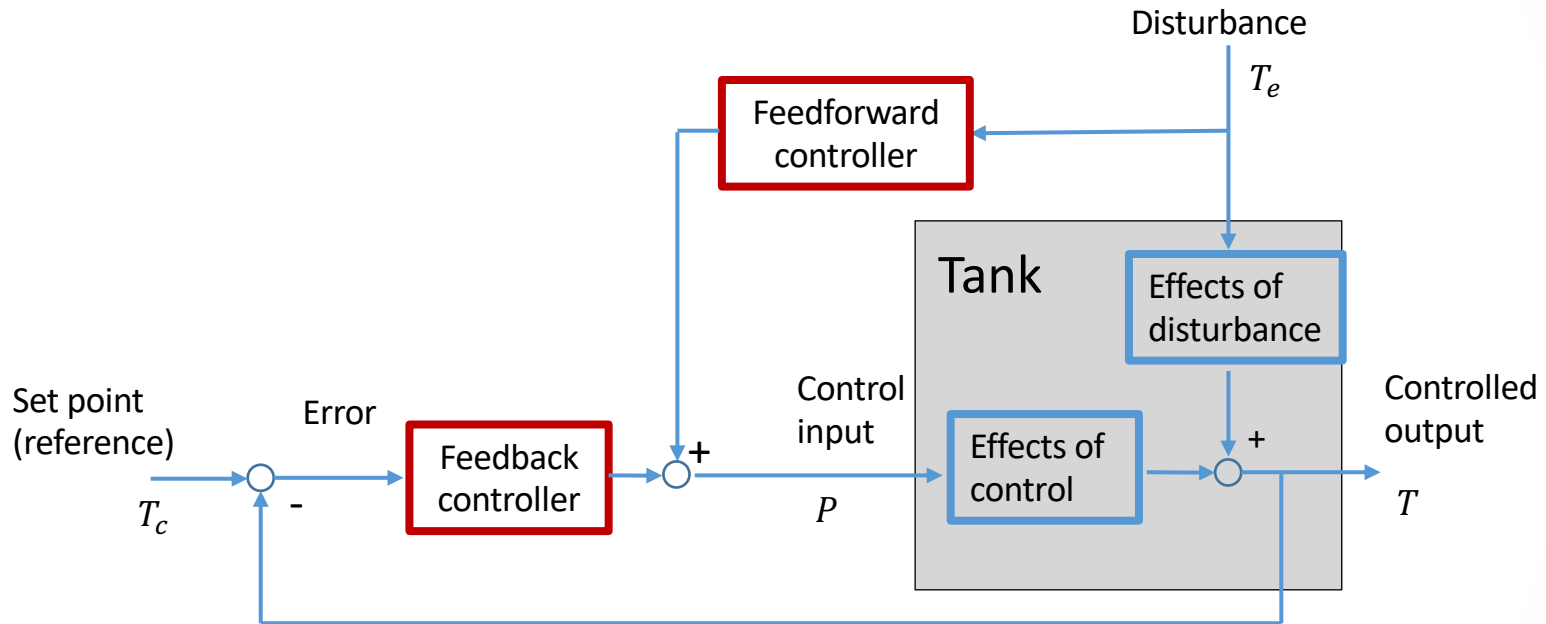 Disturbance
T_e
Feedforward
controller
Tank
Effects of
disturbance
Set point
(reference)
T_c
Error
-
Feedback
controller
+
Control
input
P
Effects of
control
+
Controlled
output
T